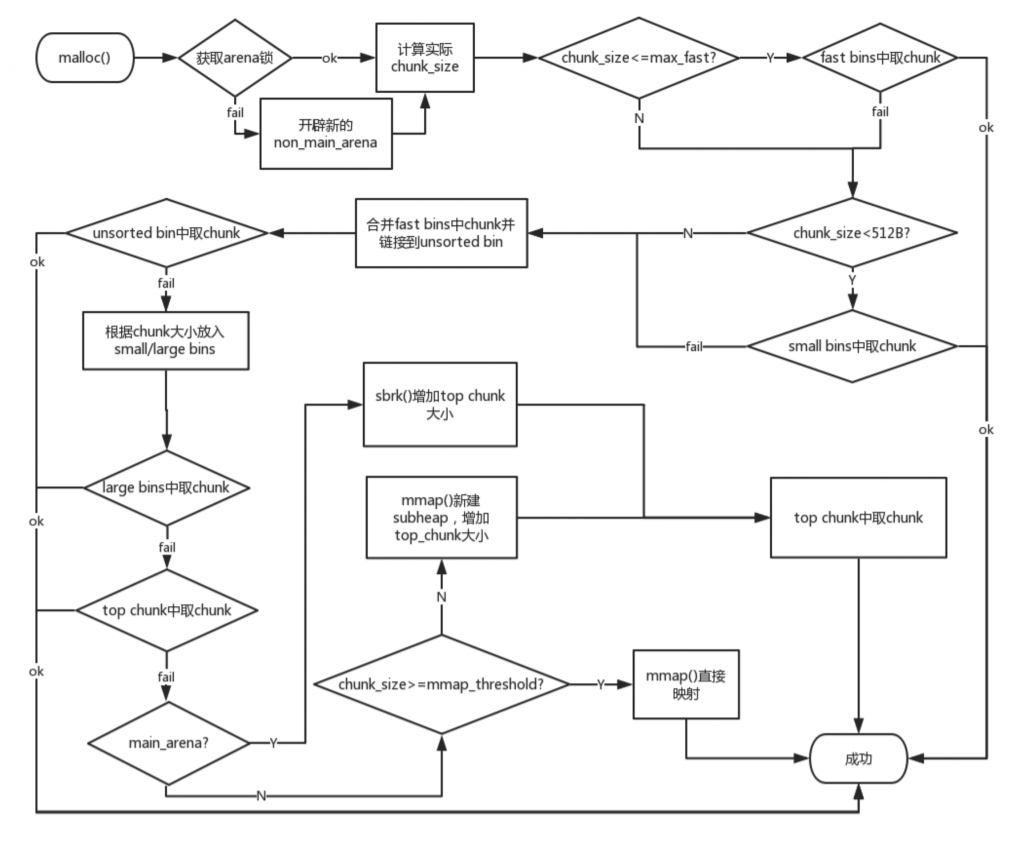 malloc()
获取arena锁
ok
计算实际
chunk_size
chunk_size<=max_fast?
Y
fast bins中取chunk
fail
开辟新的
non_main_arena
N
fail
ok
unsorted bin中取chunk
合并fast bins中chunk并
链接到unsorted bin
N
chunk_size<512B?
ok
fail
Y
根据chunk大小放入
small/large bins
fail
small bins中取chunk
sbrk()增加top chunk
大小
ok
large bins中取chunk
mmap()新建
subheap，增加
top_chunk大小
top chunk中取chunk
ok
fail
N
top chunk中取chunk
ok
fail
chunk_size>=mmap_threshold?
Y
mmap()直接
映射
main_arena?
Y
成功
N